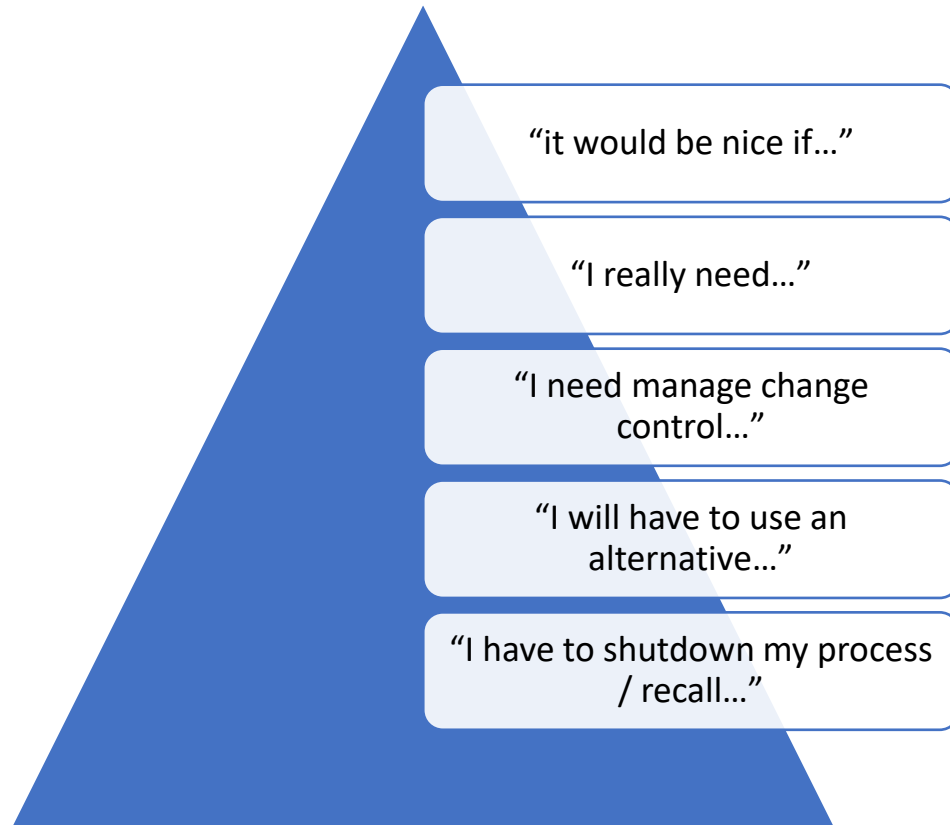 “it would be nice if…”
“I really need…”
“I need manage change
control…”
“I will have to use an
alternative…”
“I have to shutdown my process
/ recall…”